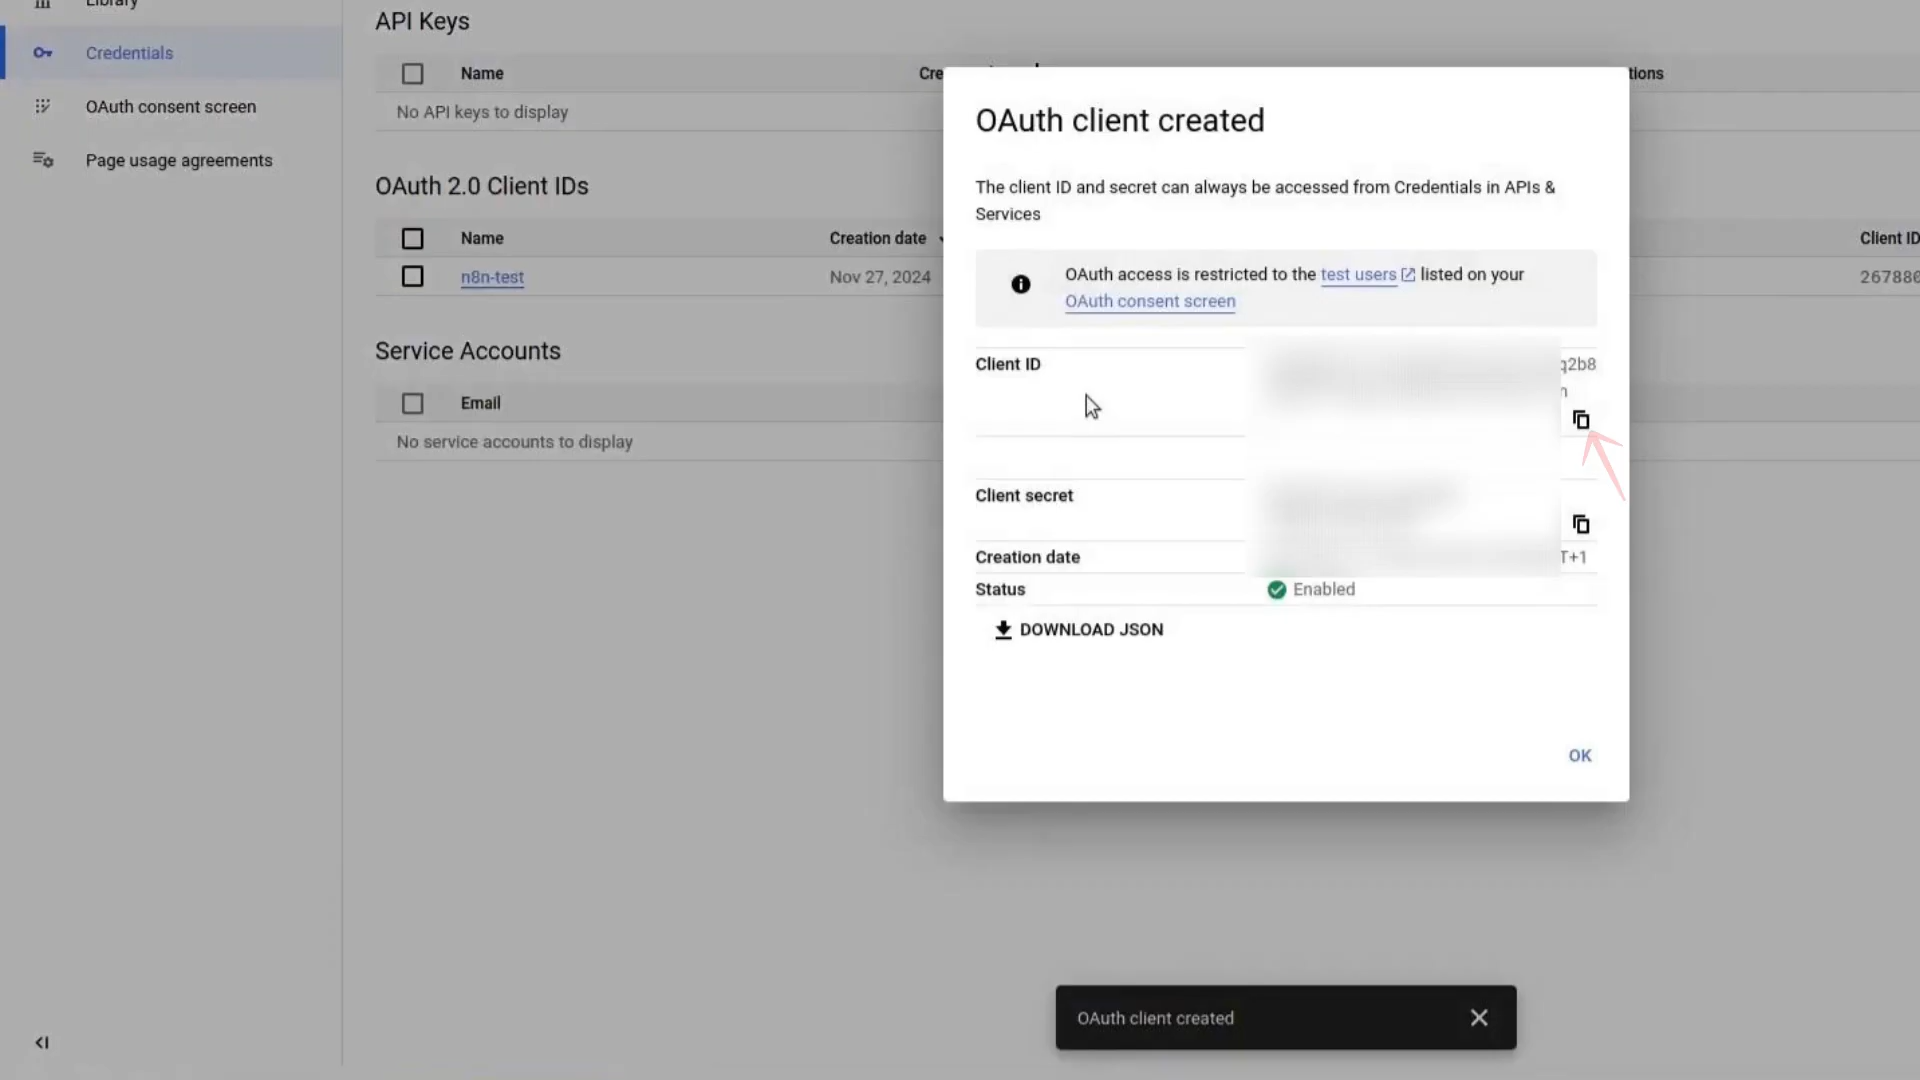 Library
API Keys
Credentials
Name
Cre
tions
OAuth consent screen
No API keys to display
OAuth client created
Page usage agreements
OAuth 2.0 Client IDs
The client ID and secret can always be accessed from Credentials in APIs &
Services
Name
Creation date
Client ID
n8n-test
Nov 27, 2024
OAuth access is restricted to the test users listed on your
OAuth consent screen
26788
Service Accounts
Client ID
q2b8
n
Email
No service accounts to display
Client secret
Creation date
T+1
Status
Enabled
DOWNLOAD JSON
OK
OAuth client created